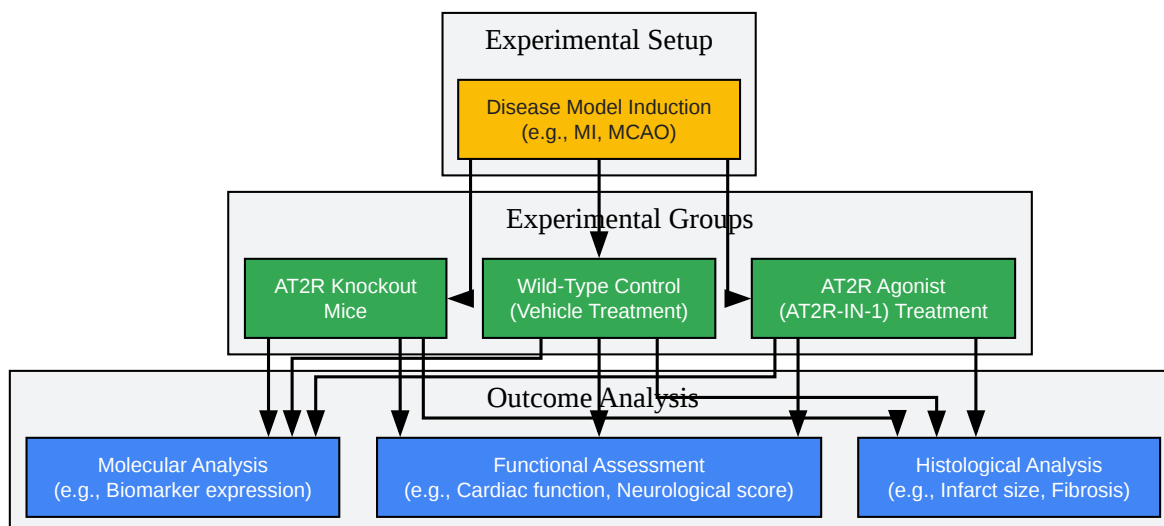 Experimental Setup
Disease Model Induction
(e.g., MI, MCAO)
Experimental Groups
AT2R Knockout
Mice
Wild-Type Control
(Vehicle Treatment)
AT2R Agonist
(AT2R-IN-1) Treatment
Outcome Analysis
Molecular Analysis
(e.g., Biomarker expression)
Functional Assessment
(e.g., Cardiac function, Neurological score)
Histological Analysis
(e.g., Infarct size, Fibrosis)